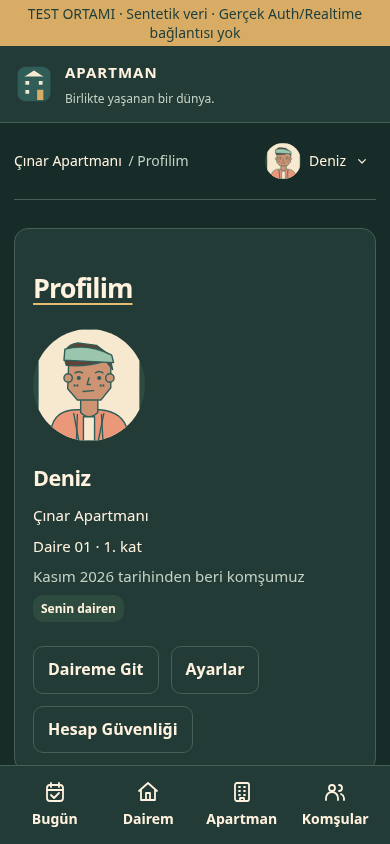 TEST ORTAMI · Sentetik veri · Gerçek Auth/Realtime
bağlantısı yok
APARTMAN
Birlikte yaşanan bir dünya.
Çınar Apartmanı / Profilim
Deniz
Profilim
Deniz
Çınar Apartmanı
Daire 01 · 1. kat
Kasım 2026 tarihinden beri komşumuz
Senin dairen
Daireme Git
Ayarlar
Hesap Güvenliği
Bugün
Dairem
Apartman
Komşular